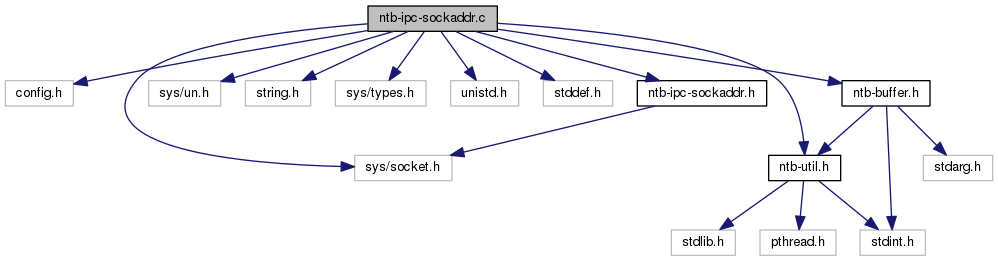 ntb-ipc-sockaddr.c
config.h
sys/un.h
string.h
sys/types.h
unistd.h
stddef.h
ntb-ipc-sockaddr.h
ntb-buffer.h
sys/socket.h
ntb-util.h
stdarg.h
stdlib.h
pthread.h
stdint.h